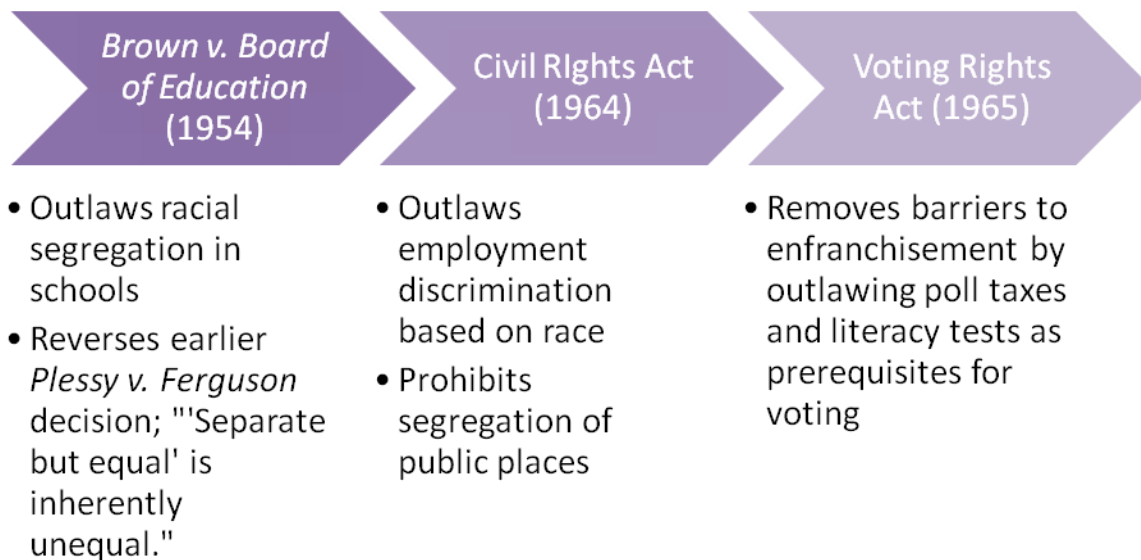 Brown v. Board
of Education
(1954)
• Outlaws racial
segregation in
schools
• Reverses earlier
Plessy v. Ferguson
decision; "'Separate
but equal' is
inherently
unequal."
Civil RIghts Act
(1964)
• Outlaws
employment
discrimination
based on race
• Prohibits
segregation of
public places
Voting Rights
Act (1965)
• Removes barriers to
enfranchisement by
outlawing poll taxes
and literacy tests as
prerequisites for
voting